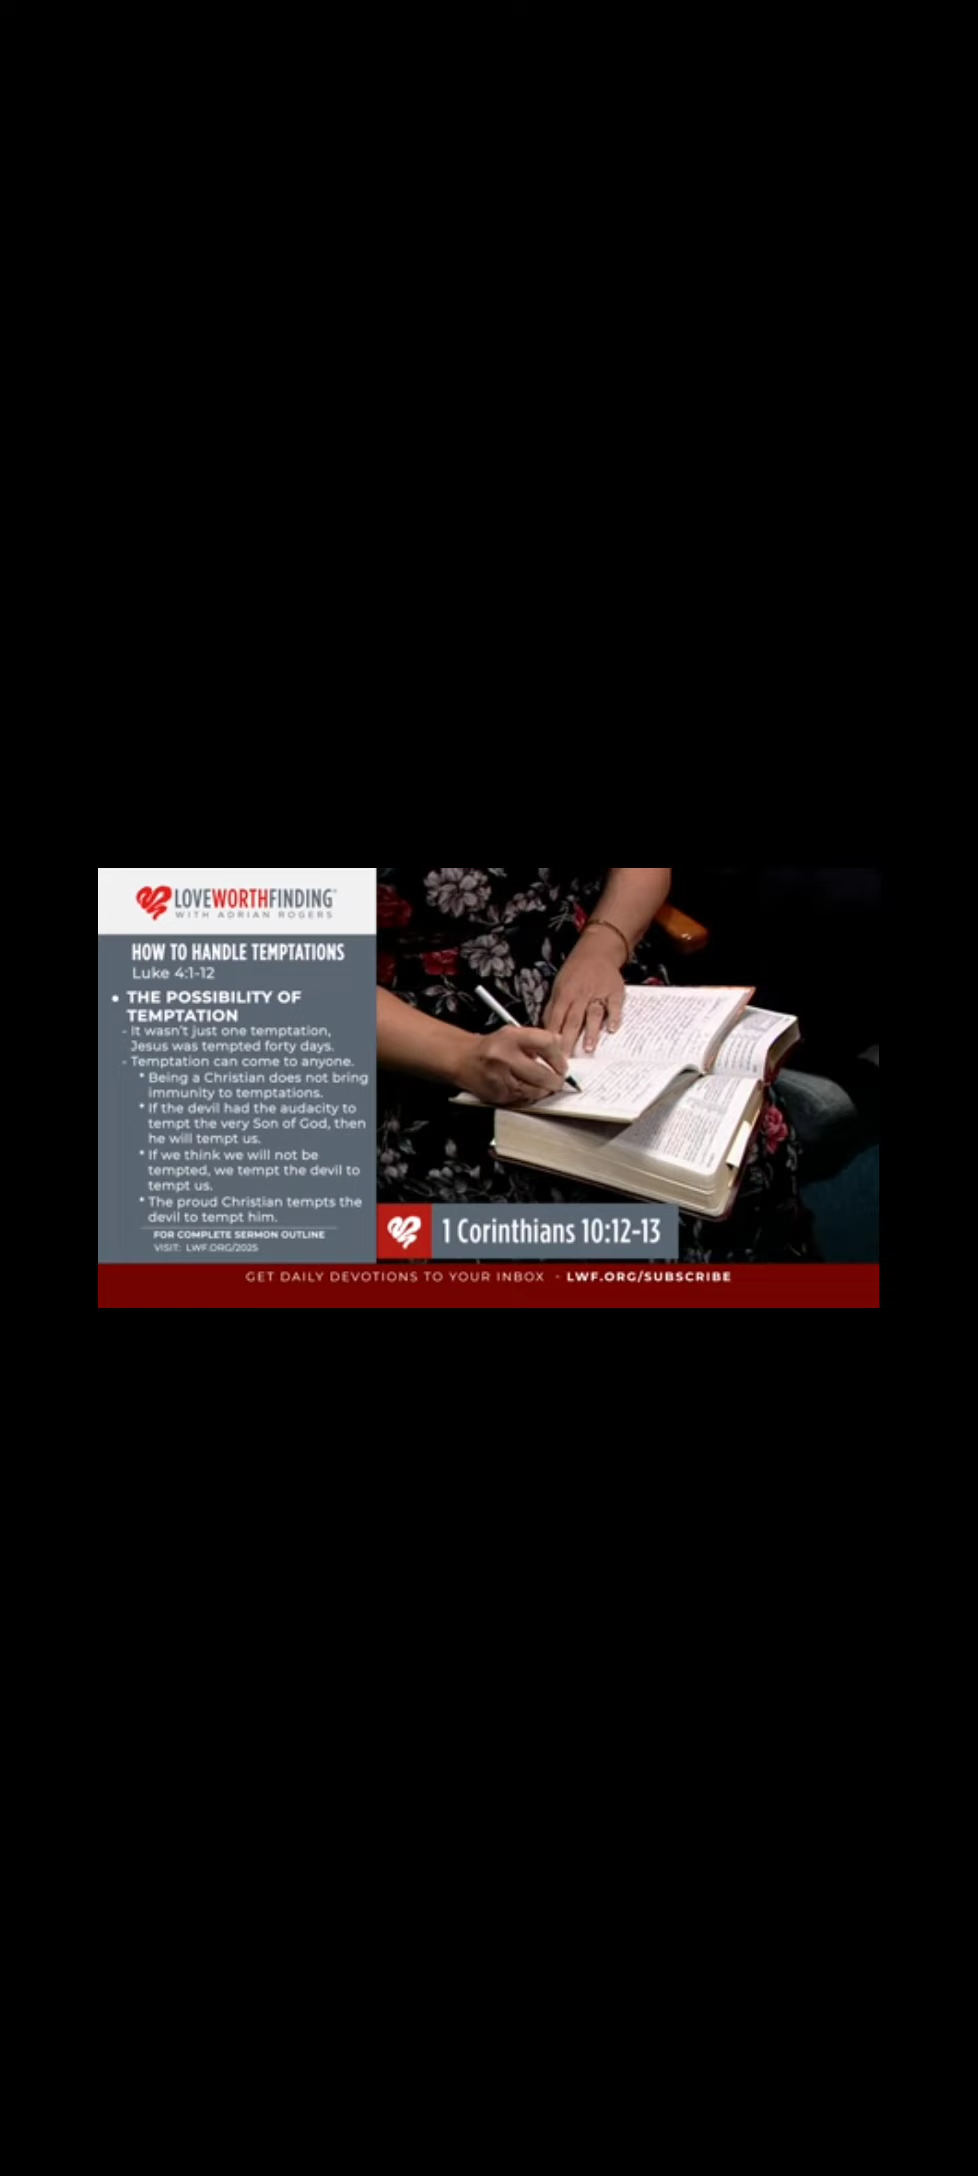 LOVEWORTHFINDING
WITH ADRIAN ROGERS
HOW TO HANDLE TEMPTATIONS
Luke 4:1-12
• THE POSSIBILITY OF
TEMPTATION
- It wasn't just one temptation,
Jesus was tempted forty days.
- Temptation can come to anyone.
* Being a Christian does not bring
immunity to temptations.
* If the devil had the audacity to
tempt the very Son of God, then
he will tempt us.
* If we think we will not be
tempted, we tempt the devil to
tempt us.
* The proud Christian tempts the
devil to tempt him.
FOR COMPLETE SERMON OUTLINE
VISIT: LWF.ORG/2025
1 Corinthians 10:12-13
GET DAILY DEVOTIONS TO YOUR INBOX - LWF.ORG/SUBSCRIBE